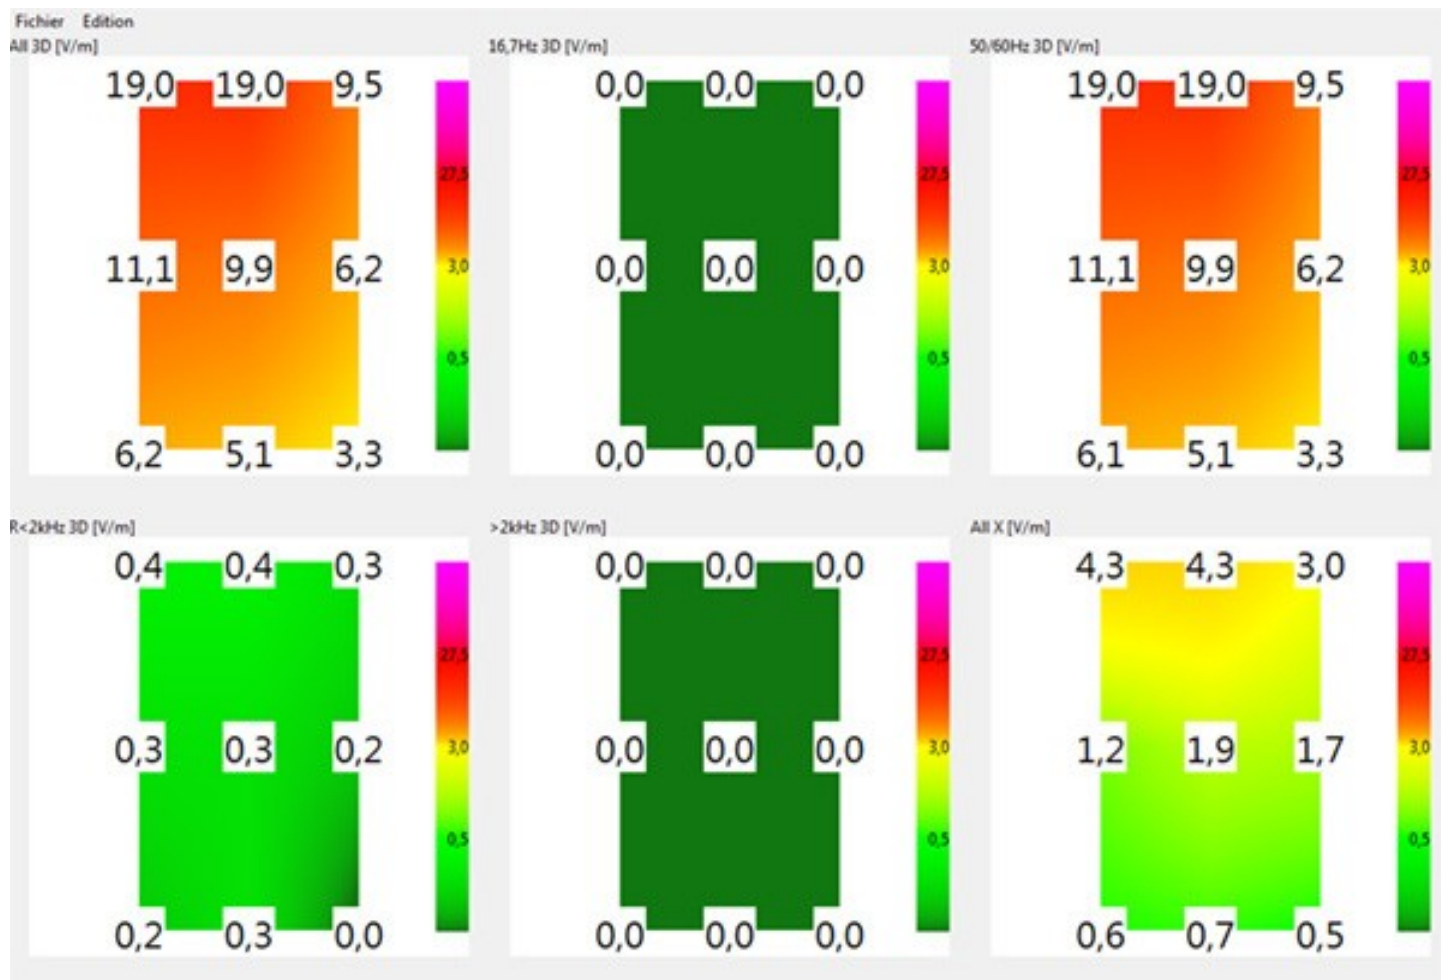 Fichier Edition
All 3D [V/m] 16,7Hz 3D [V/m] 50/60Hz 3D [V/m]
19,0 19,0 9,5 0,0 0,0 0,0 19,0 19,0 9,5
27,5 27,5 27,5
11,1 9,9 6,2 3,0 0,0 0,0 0,0 3,0 11,1 9,9 6,2 3,0
0,5 0,5 0,5
6,2 5,1 3,3 0,0 0,0 0,0 6,1 5,1 3,3
R<2kHz 3D [V/m] >2kHz 3D [V/m] All X [V/m]
0,4 0,4 0,3 0,0 0,0 0,0 4,3 4,3 3,0
27,5 27,5 27,5
0,3 0,3 0,2 3,0 0,0 0,0 0,0 3,0 1,2 1,9 1,7 3,0
0,5 0,5 0,5
0,2 0,3 0,0 0,0 0,0 0,0 0,6 0,7 0,5